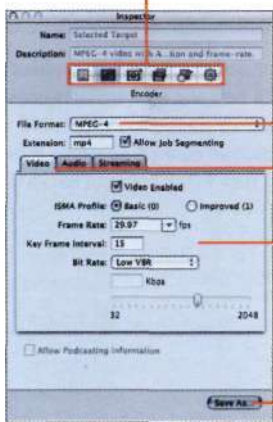 Inspector
Name: Selected Target
Description: MPEG-4 video with A...tion and frame-rate.
Encoder
File Format: MPEG-4
Extension: mp4 Allow Job Segmenting
Video Audio Streaming
Video Enabled
ISMA Profile: Basic (0) Improved (1)
Frame Rate: 29.97 fps
Key Frame Interval: 15
Bit Rate: Low VBR
Kbps
32 2048
Allow Podcasting Information
Save As...